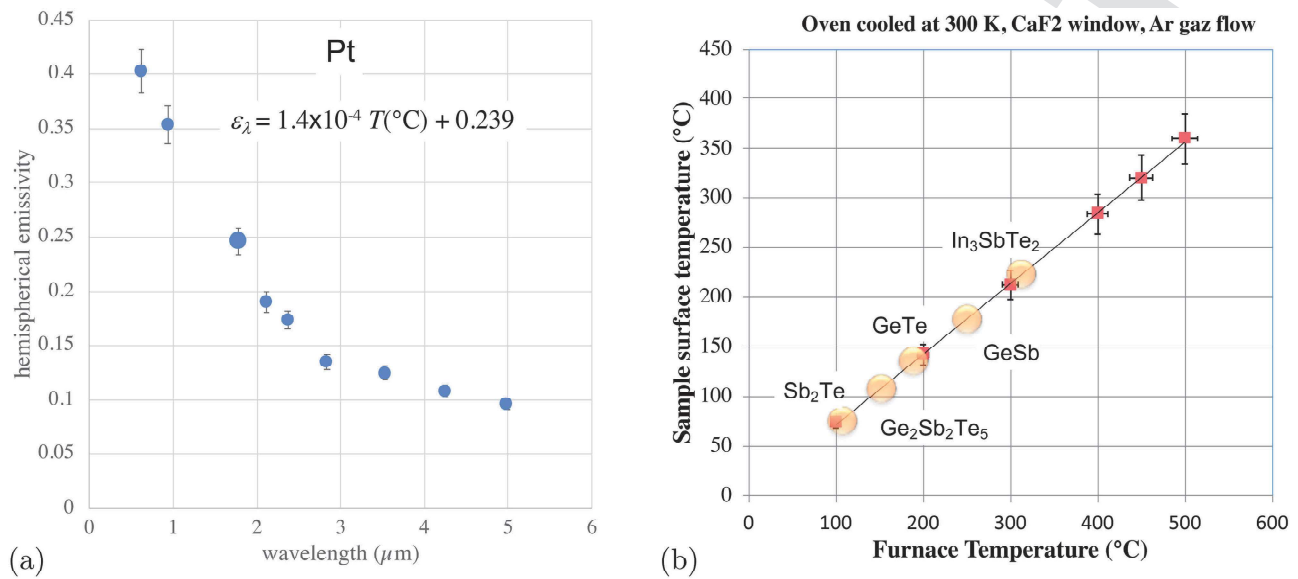 Pt
ε_λ = 1.4x10⁻⁴ T(°C) + 0.239
hemispherical emissivity
0.45
0.4
0.35
0.3
0.25
0.2
0.15
0.1
0.05
0
0 1 2 3 4 5 6
wavelength (μm)
(a)
Oven cooled at 300 K, CaF2 window, Ar gaz flow
Sample surface temperature (°C)
450
400
350
300
250
200
150
100
50
0
In₃SbTe₂
GeTe
GeSb
Sb₂Te
Ge₂Sb₂Te₅
0 100 200 300 400 500 600
Furnace Temperature (°C)
(b)